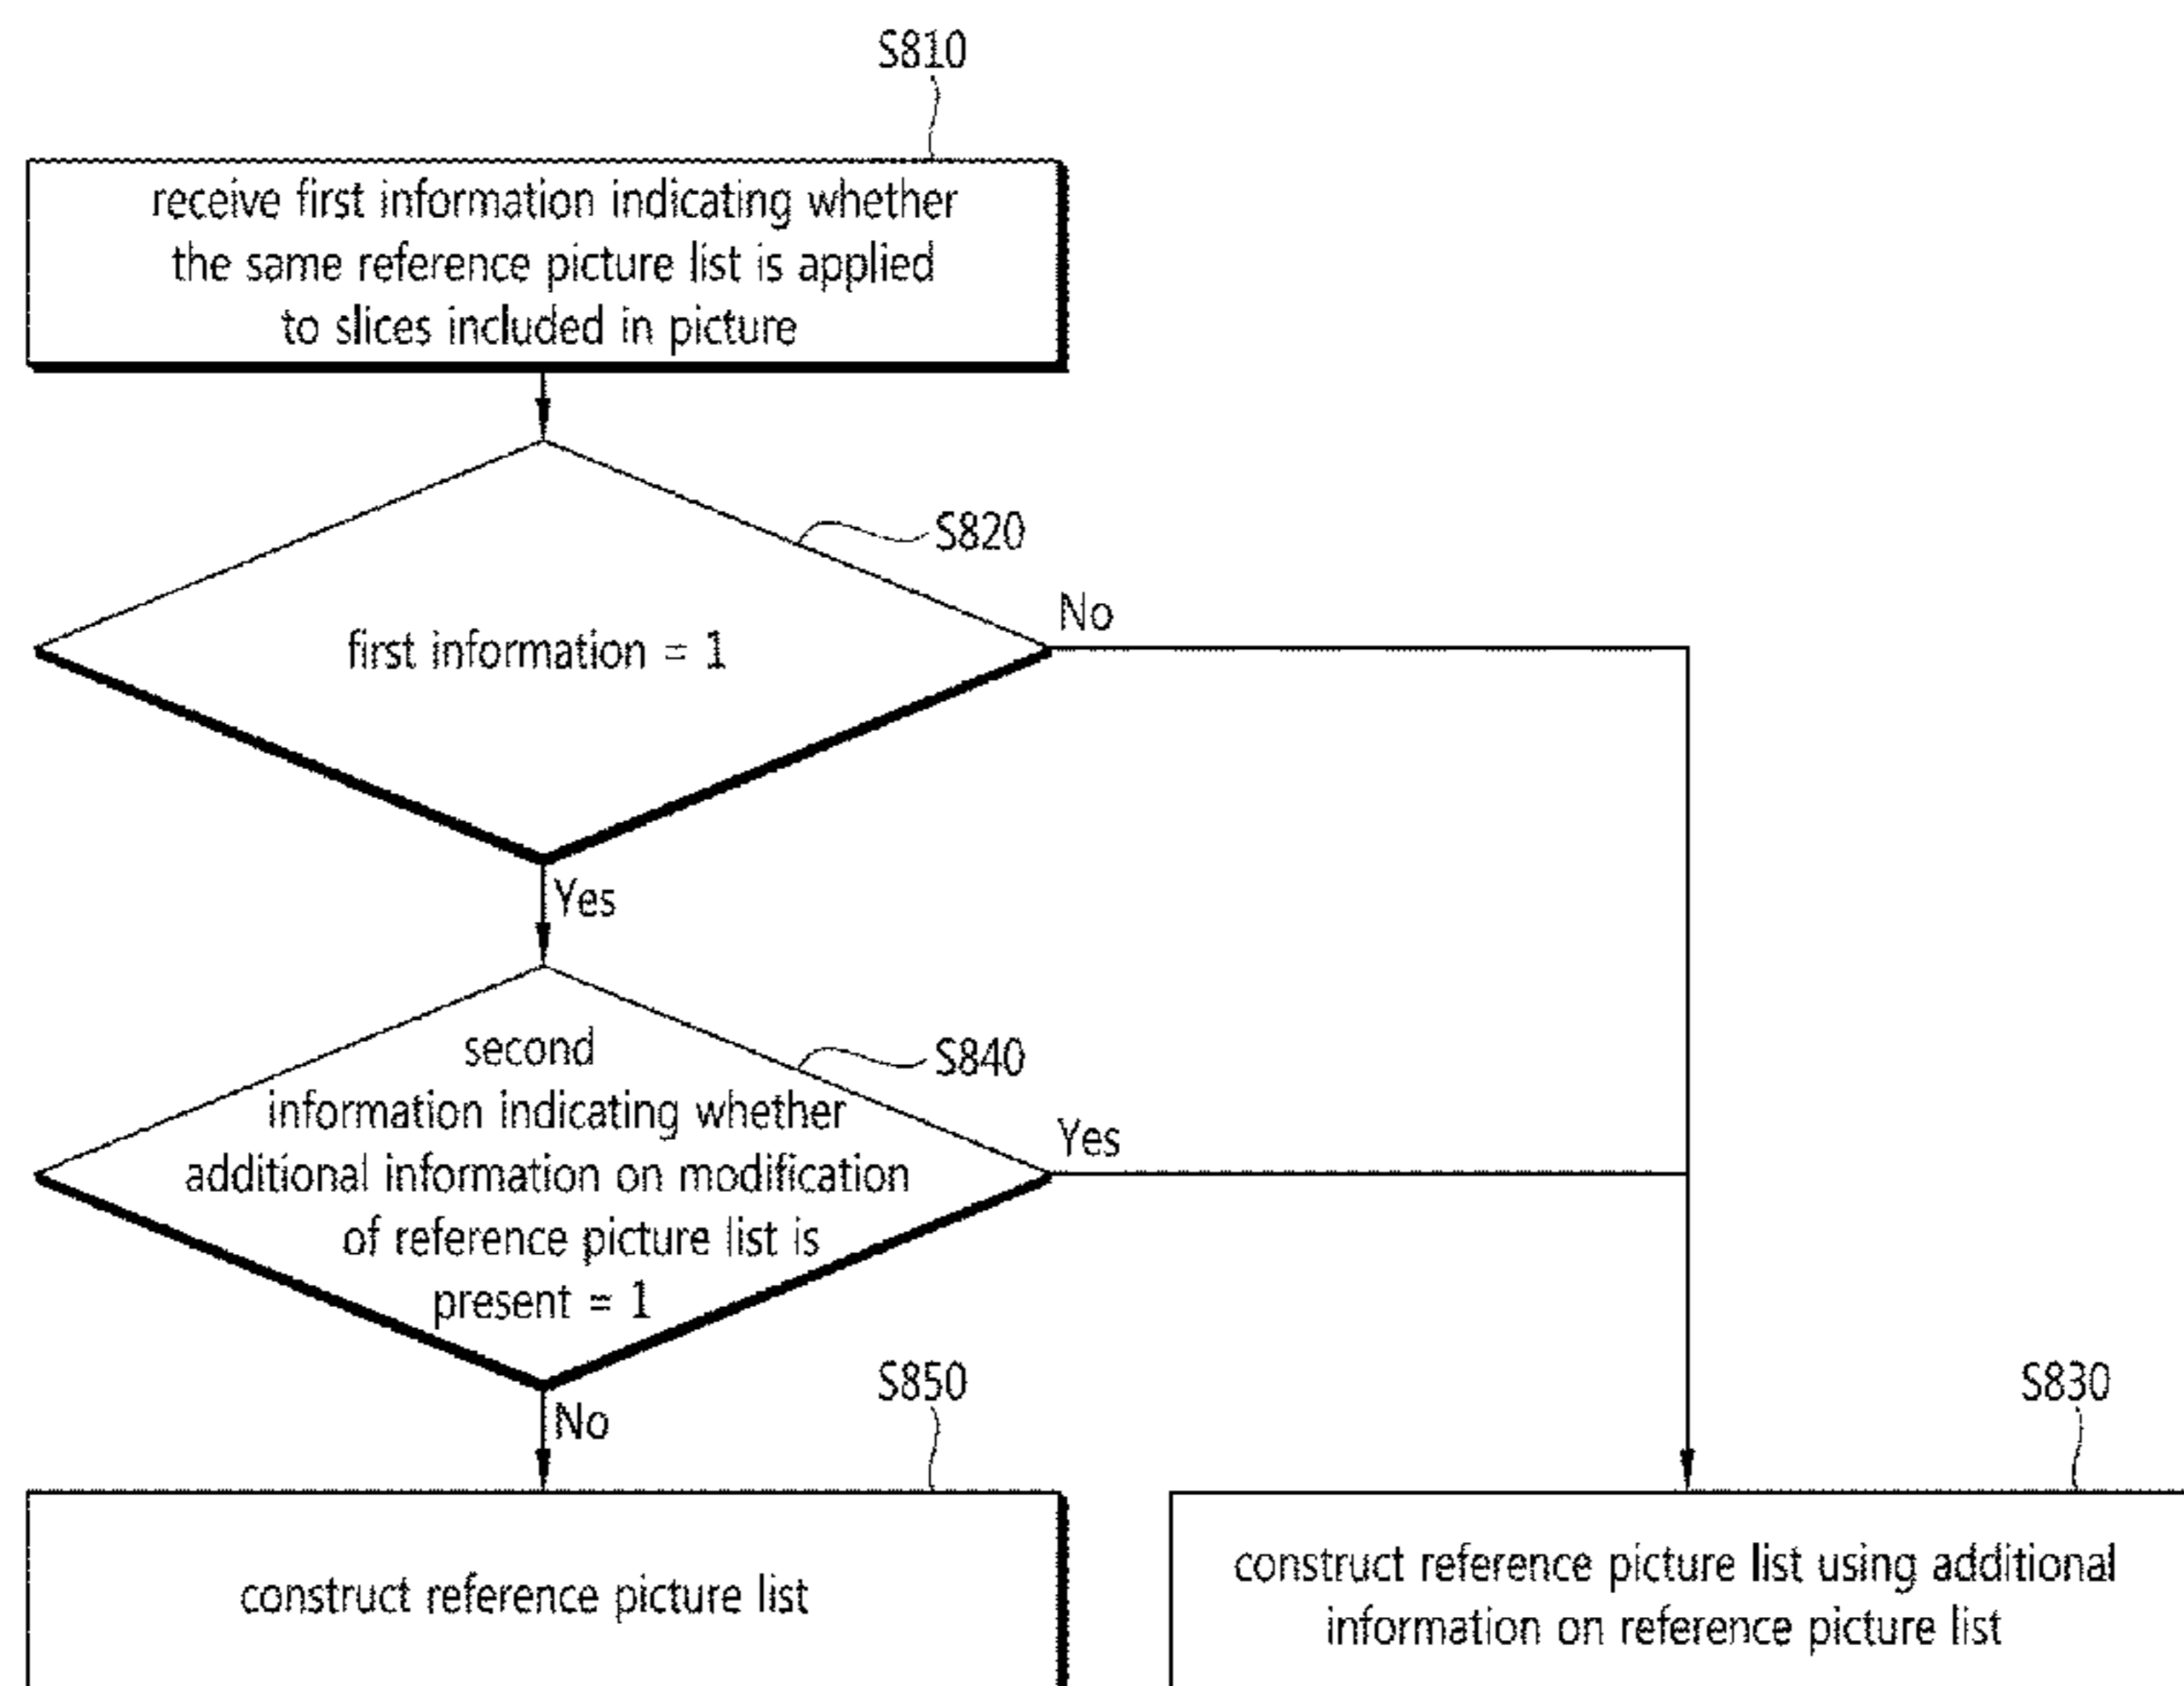 S810
receive first information indicating whether
the same reference picture list is applied
to slices included in picture
S820
No
first information = 1
Yes
second
S840
information indicating whether
Yes
additional information on modification
of reference picture list is
present = 1
S850
S830
No
construct reference picture list
construct reference picture list using additional
information on reference picture list